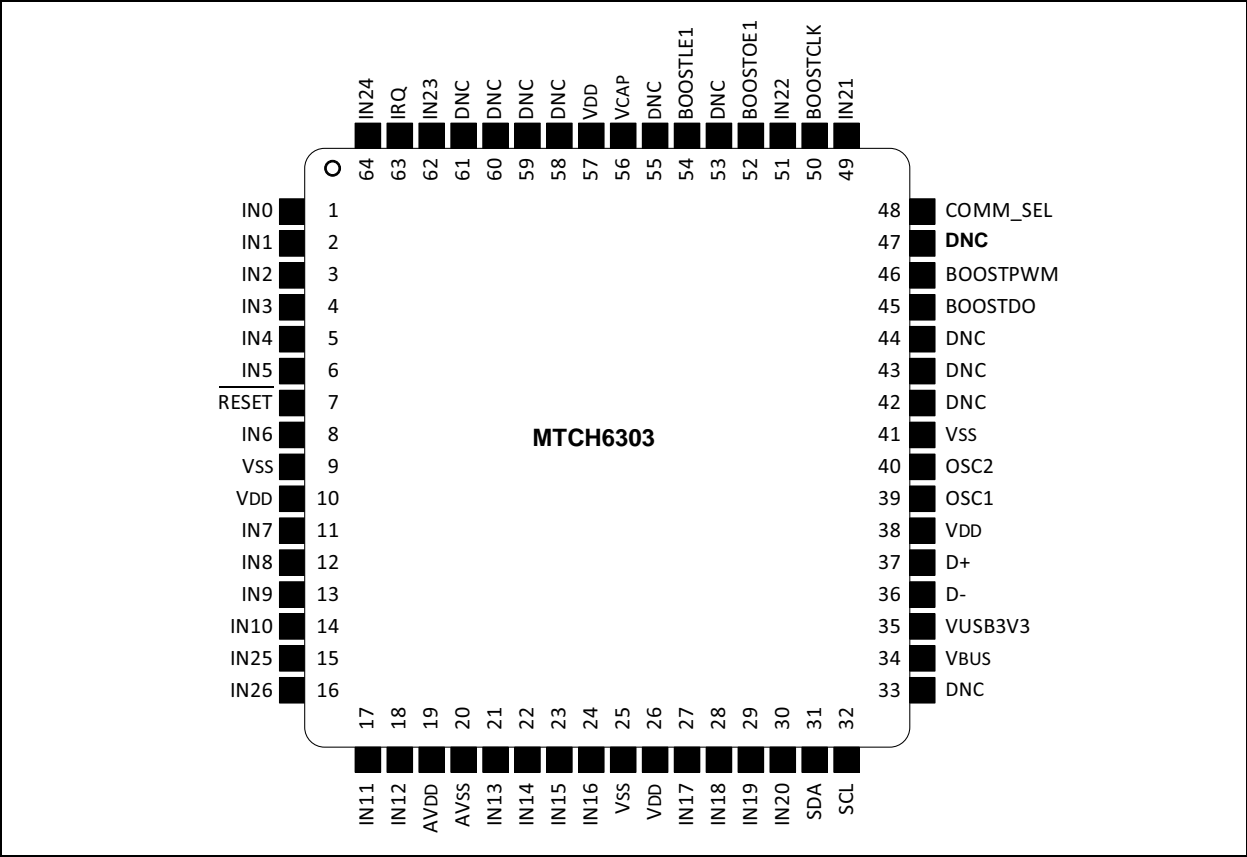 IN24 IRQ IN23 DNC DNC DNC DNC VDD VCAP DNC BOOSTLE1 DNC BOOSTOE1 IN22 BOOSTCLK IN21
64 63 62 61 60 59 58 57 56 55 54 53 52 51 50 49
IN0 1 48 COMM_SEL
IN1 2 47 DNC
IN2 3 46 BOOSTPWM
IN3 4 45 BOOSTDO
IN4 5 44 DNC
IN5 6 43 DNC
RESET 7 42 DNC
IN6 8 41 VSS
MTCH6303
VSS 9 40 OSC2
VDD 10 39 OSC1
IN7 11 38 VDD
IN8 12 37 D+
IN9 13 36 D-
IN10 14 35 VUSB3V3
IN25 15 34 VBUS
IN26 16 33 DNC
17 18 19 20 21 22 23 24 25 26 27 28 29 30 31 32
IN11 IN12 AVDD AVSS IN13 IN14 IN15 IN16 VSS VDD IN17 IN18 IN19 IN20 SDA SCL